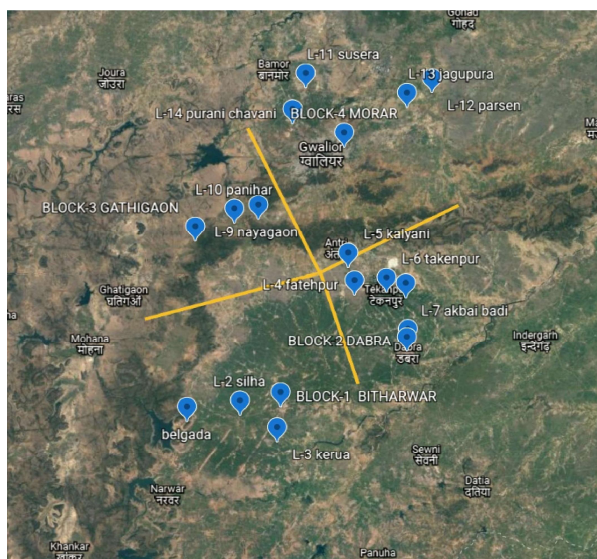 Gohad
गोहद
L-11 susera
Bamor
बानमोर
Joura
जोउरा
L-13 jagupura
L-12 parsen
L-14 purani chavani
BLOCK-4 MORAR
Gwalior
ग्वालियर
L-10 panihar
BLOCK-3 GATHIGAON
L-9 nayagaon
L-5 kalyani
L-6 takenpur
L-4 fatehpur
टेकनपुर
Ghatigaon
घतिगाओं
L-7 akbai badi
Mohana
मोहना
BLOCK-2 DABRA
डबरा
Indergarh
इन्देगढ़
L-2 silha
BLOCK-1 BITHARWAR
belgada
L-3 kerua
Sewni
सेवनी
Datia
दतिया
Narwar
नरवर
Khankar
Panuha